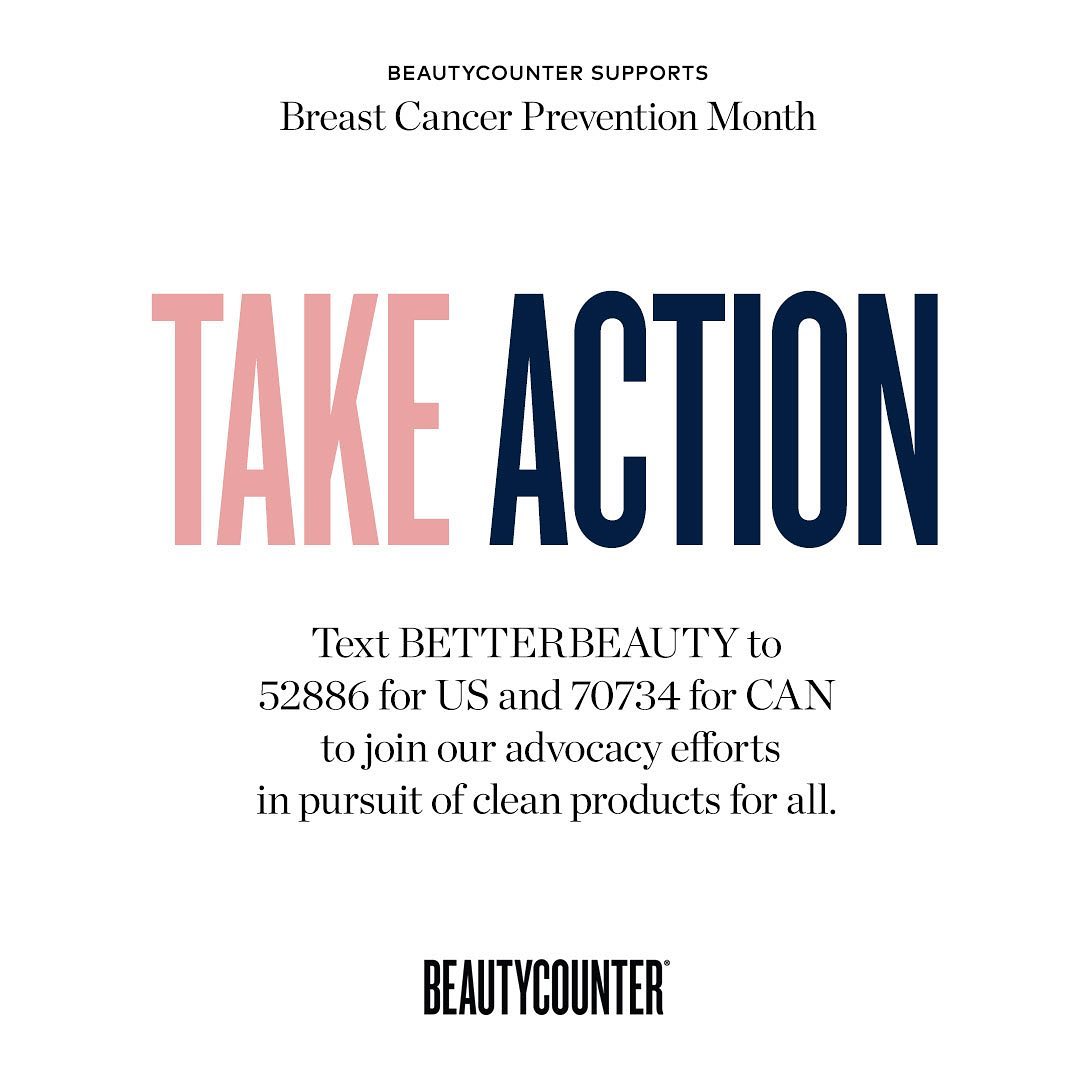 BEAUTYCOUNTER SUPPORTS
Breast Cancer Prevention Month
TAKE ACTION
Text BETTERBEAUTY to
52886 for US and 70734 for CAN
to join our advocacy efforts
in pursuit of clean products for all.
BEAUTYCOUNTER®